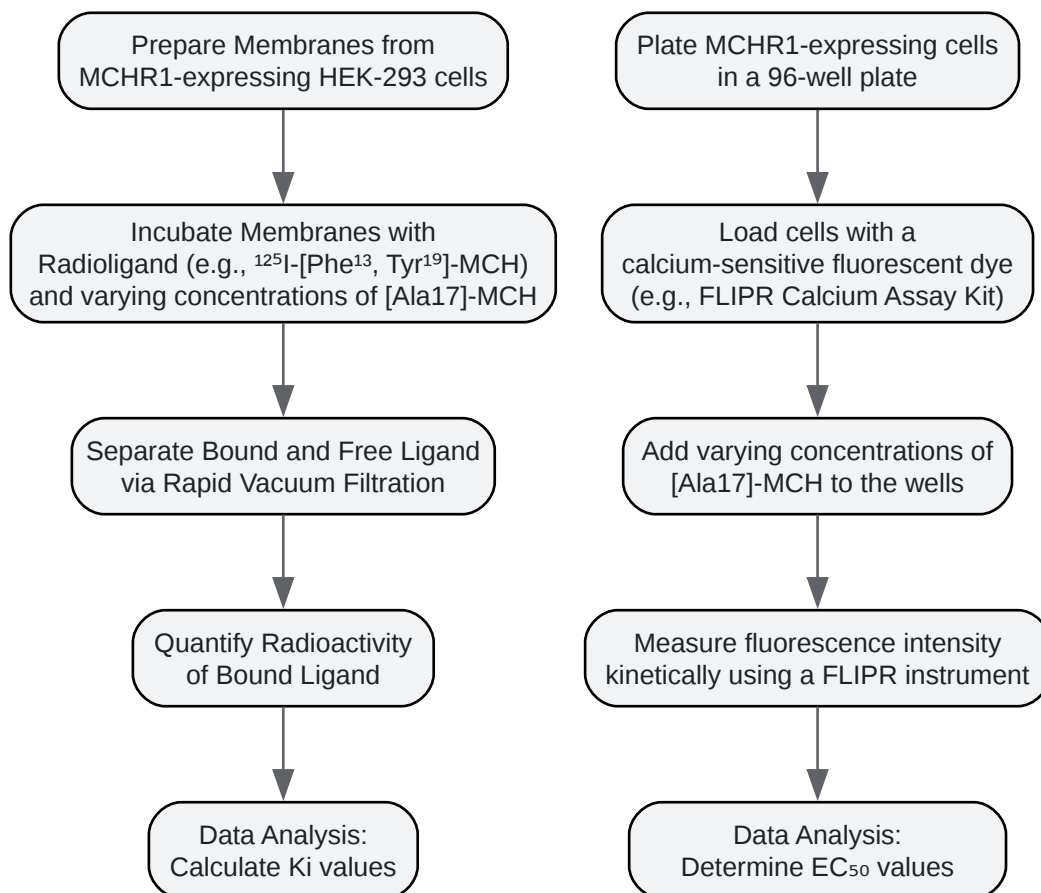 Prepare Membranes from
MCHR1-expressing HEK-293 cells
Incubate Membranes with
Radioligand (e.g., ¹²⁵I-[Phe¹³, Tyr¹⁹]-MCH)
and varying concentrations of [Ala17]-MCH
Separate Bound and Free Ligand
via Rapid Vacuum Filtration
Quantify Radioactivity
of Bound Ligand
Data Analysis:
Calculate Ki values
Plate MCHR1-expressing cells
in a 96-well plate
Load cells with a
calcium-sensitive fluorescent dye
(e.g., FLIPR Calcium Assay Kit)
Add varying concentrations of
[Ala17]-MCH to the wells
Measure fluorescence intensity
kinetically using a FLIPR instrument
Data Analysis:
Determine EC₅₀ values